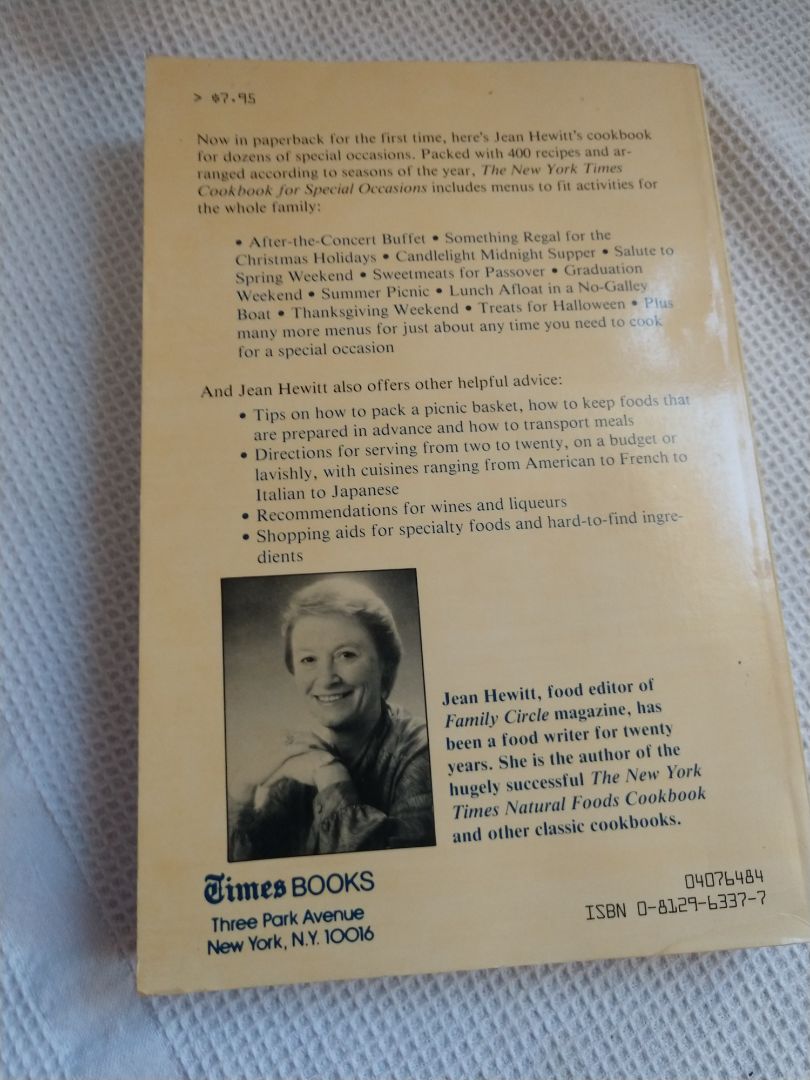 > $7.95
Now in paperback for the first time, here's Jean Hewitt's cookbook
for dozens of special occasions. Packed with 400 recipes and ar-
ranged according to seasons of the year, The New York Times
Cookbook for Special Occasions includes menus to fit activities for
the whole family:
• After-the-Concert Buffet • Something Regal for the
Christmas Holidays • Candlelight Midnight Supper • Salute to
Spring Weekend • Sweetmeats for Passover • Graduation
Weekend • Summer Picnic • Lunch Afloat in a No-Galley
Boat • Thanksgiving Weekend • Treats for Halloween • Plus
many more menus for just about any time you need to cook
for a special occasion
And Jean Hewitt also offers other helpful advice:
• Tips on how to pack a picnic basket, how to keep foods that
are prepared in advance and how to transport meals
• Directions for serving from two to twenty, on a budget or
lavishly, with cuisines ranging from American to French to
Italian to Japanese
• Recommendations for wines and liqueurs
• Shopping aids for specialty foods and hard-to-find ingre-
dients
Jean Hewitt, food editor of
Family Circle magazine, has
been a food writer for twenty
years. She is the author of the
hugely successful The New York
Times Natural Foods Cookbook
and other classic cookbooks.
Times BOOKS
Three Park Avenue
New York, N.Y. 10016
04076484
ISBN 0-8129-6337-7